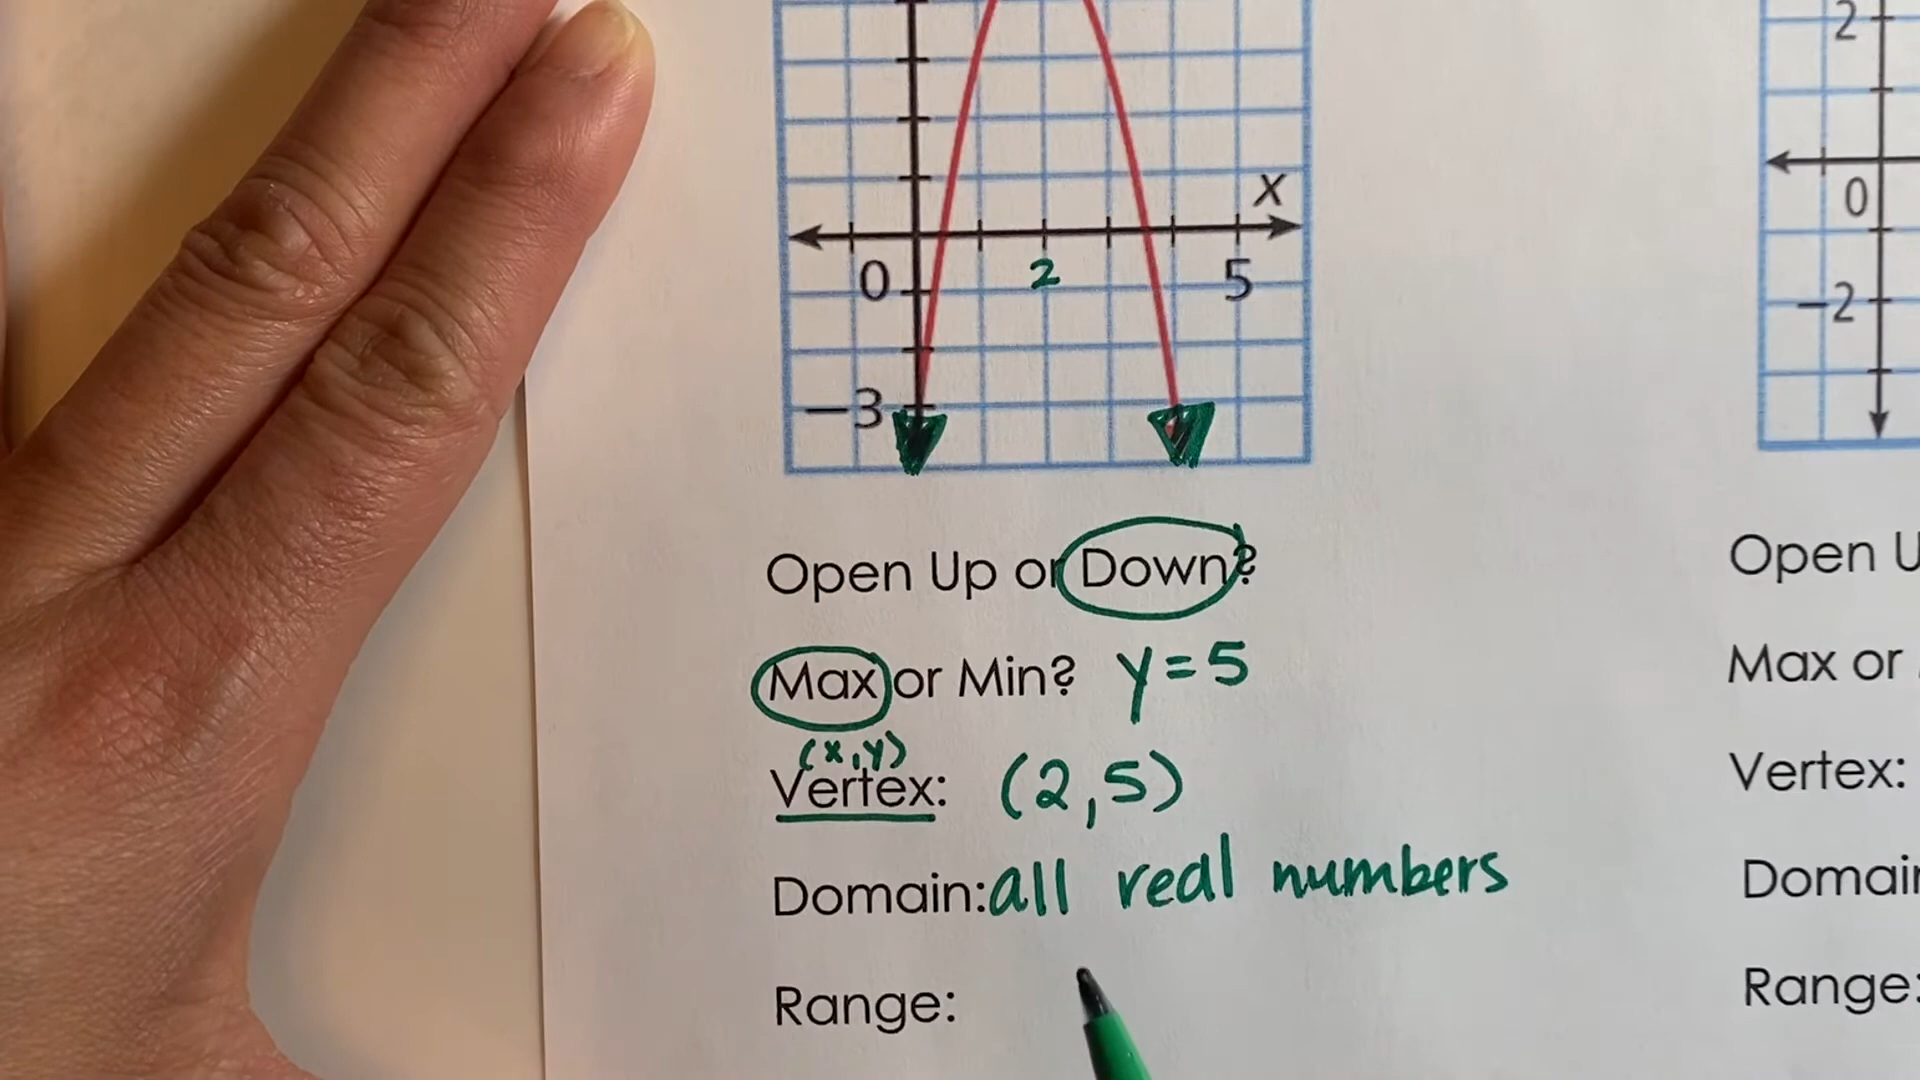 X
0 2 5
−3
2
0
−2
Open Up or Down?
Max or Min? y=5
(x,y)
Vertex: (2,5)
Domain: all real numbers
Range:
Open U
Max or
Vertex:
Domain
Range: